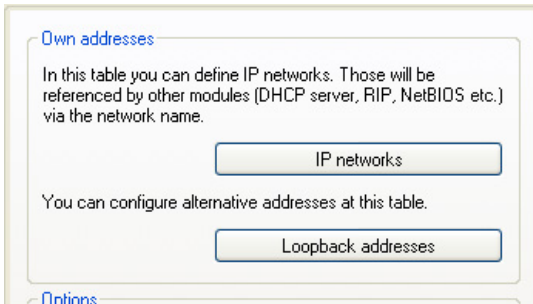 Own addresses
In this table you can define IP networks. Those will be
referenced by other modules (DHCP server, RIP, NetBIOS etc.)
via the network name.
IP networks
You can configure alternative addresses at this table.
Loopback addresses
Options